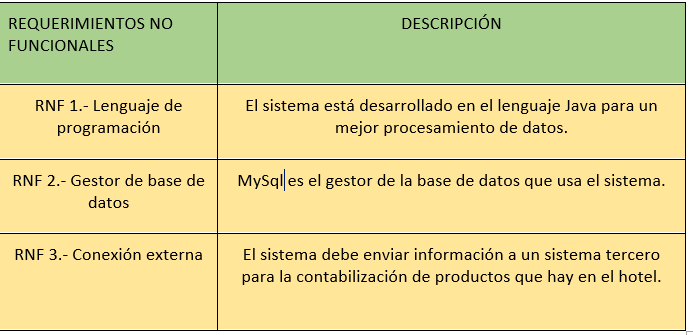 REQUERIMIENTOS NO
FUNCIONALES
DESCRIPCIÓN
RNF 1.- Lenguaje de
programación
El sistema está desarrollado en el lenguaje Java para un
mejor procesamiento de datos.
RNF 2.- Gestor de base de
datos
MySql es el gestor de la base de datos que usa el sistema.
RNF 3.- Conexión externa
El sistema debe enviar información a un sistema tercero
para la contabilización de productos que hay en el hotel.